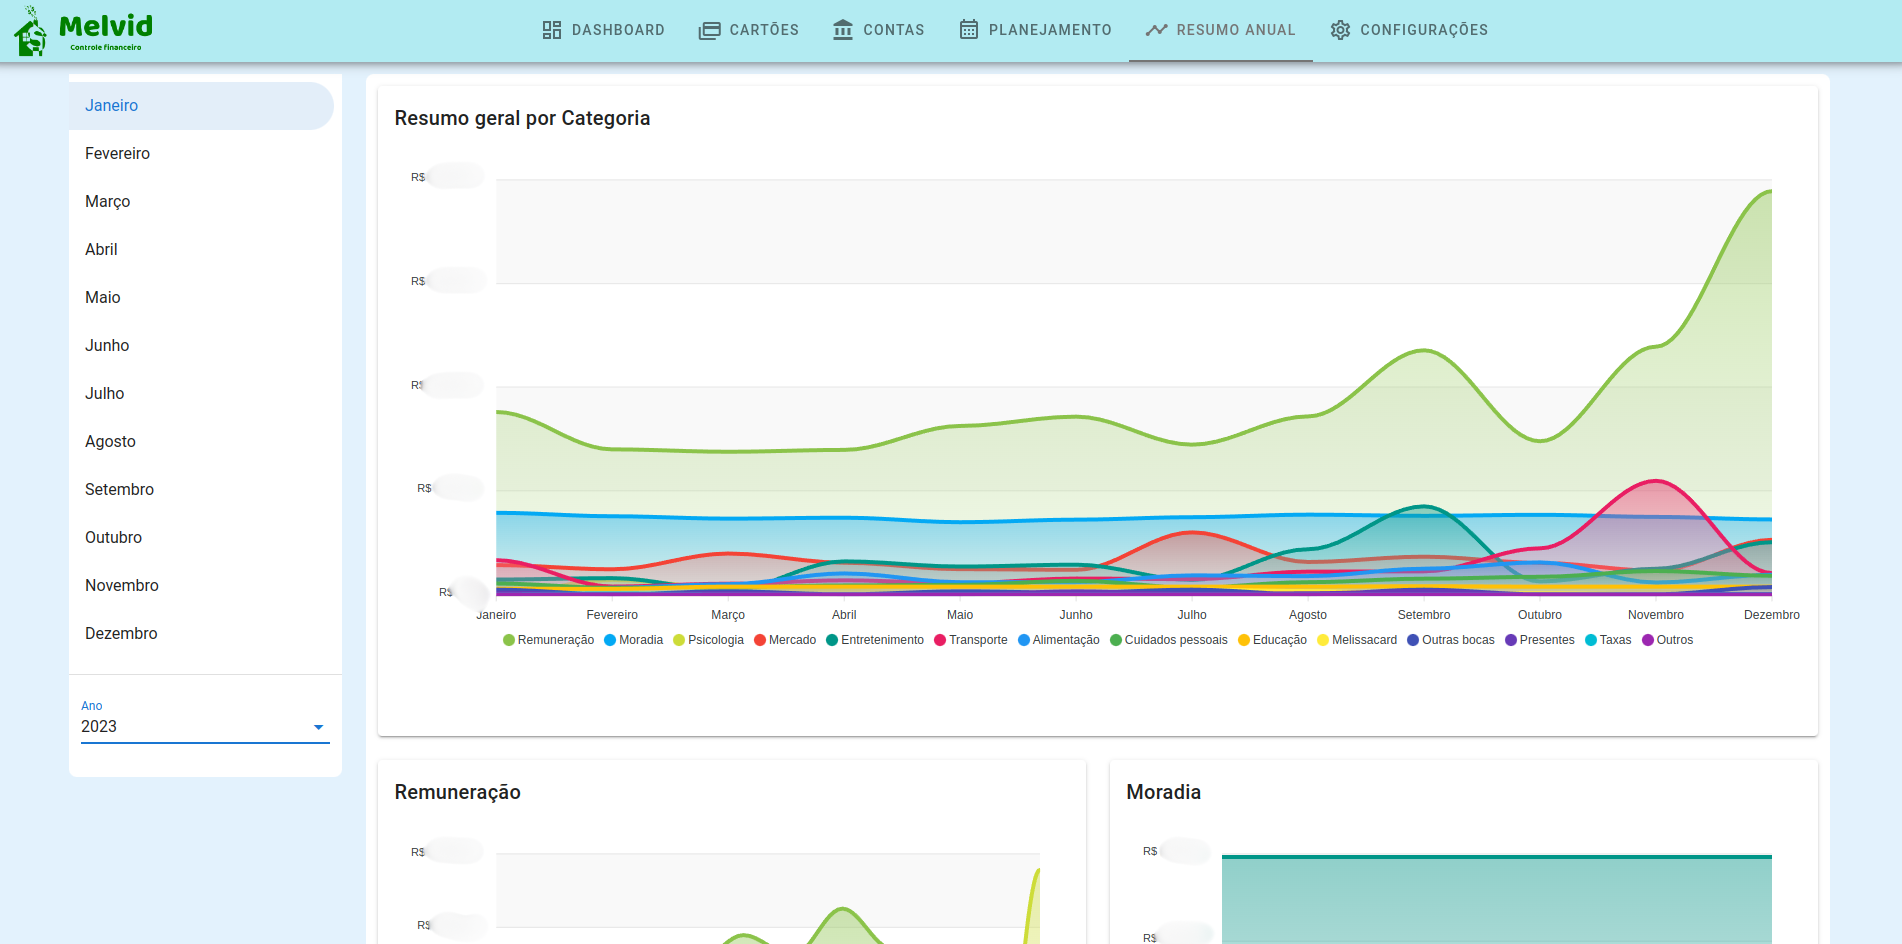 Melvid
Controle financeiro
DASHBOARD
CARTÕES
CONTAS
PLANEJAMENTO
RESUMO ANUAL
CONFIGURAÇÕES
Janeiro
Fevereiro
Março
Abril
Maio
Junho
Julho
Agosto
Setembro
Outubro
Novembro
Dezembro
Ano
2023
Resumo geral por Categoria
R$
R$
R$
R$
R$
Janeiro Fevereiro Março Abril Maio Junho Julho Agosto Setembro Outubro Novembro Dezembro
Remuneração Moradia Psicologia Mercado Entretenimento Transporte Alimentação Cuidados pessoais Educação Melissacard Outras bocas Presentes Taxas Outros
Remuneração
R$
R$
Moradia
R$
R$